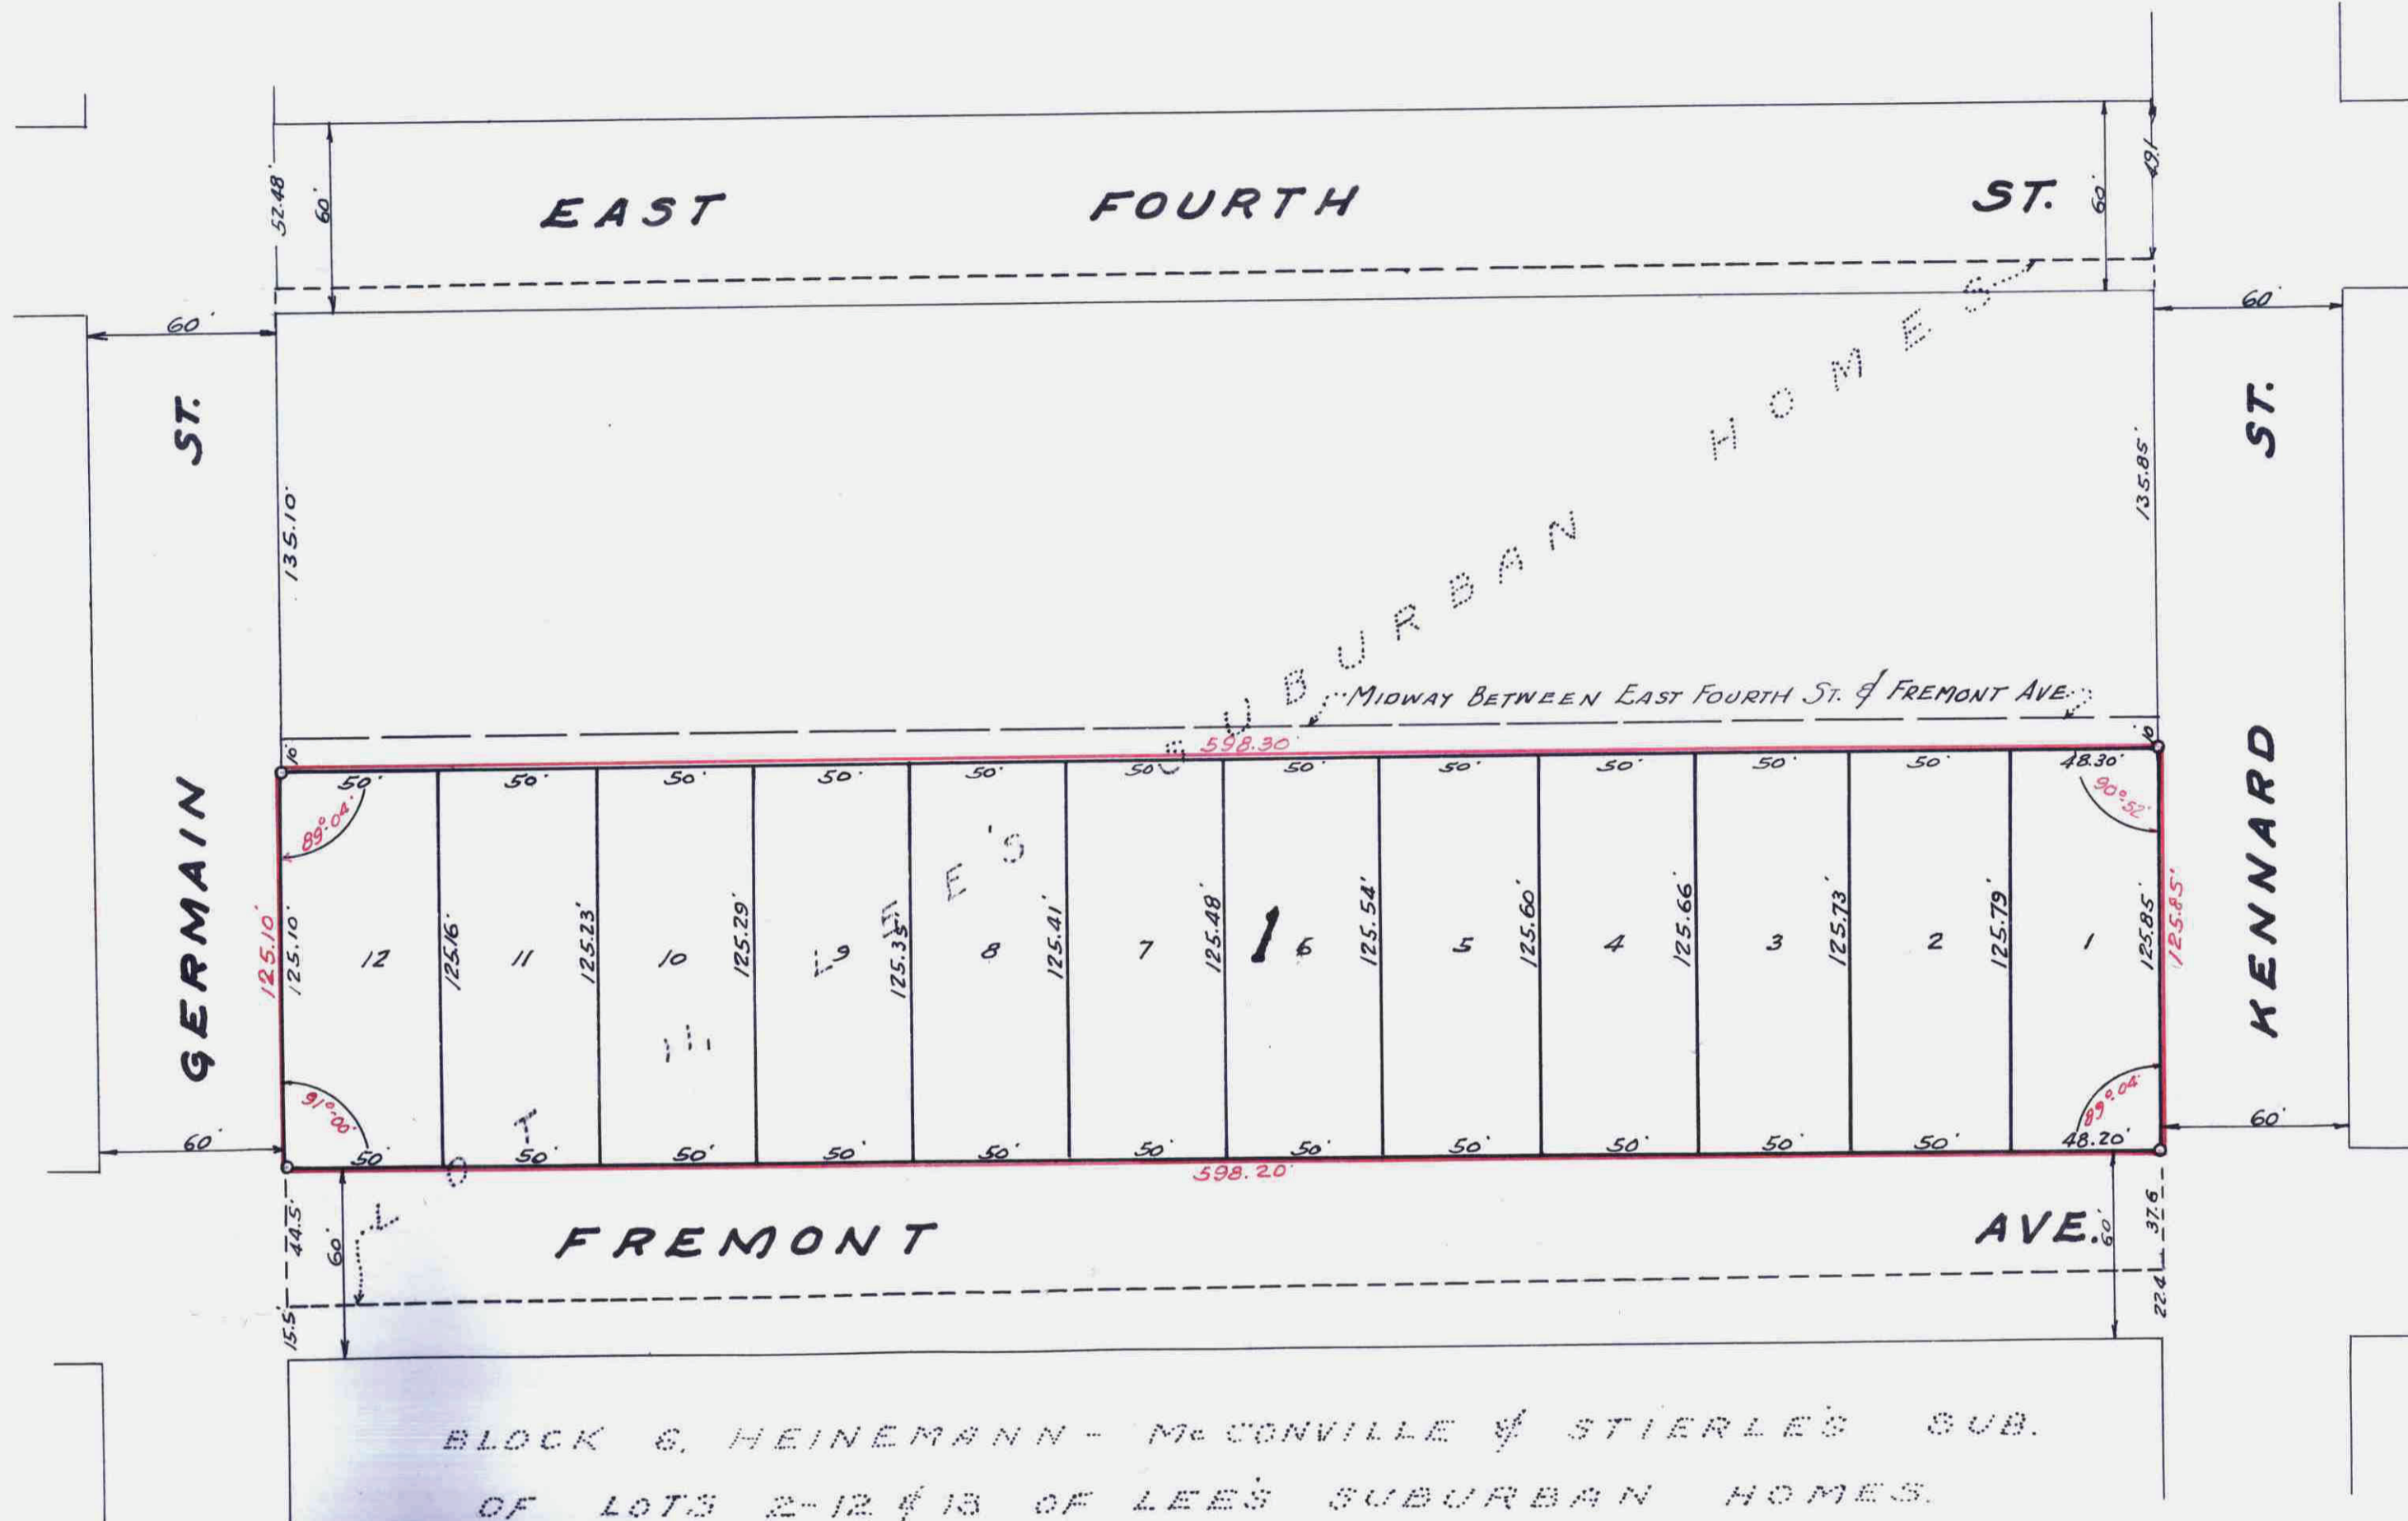 EAST FOURTH ST.
52.48'
60'
60'
49.1
60'
60'
GERMAIN ST.
KENNARD ST.
135.10'
135.85'
LOT III LEE'S SUBURBAN HOMES
MIDWAY BETWEEN EAST FOURTH ST. & FREMONT AVE.
10'
598.30'
10'
50' 50' 50' 50' 50' 50' 50' 50' 50' 50' 50' 48.30'
89°-04'
90°-52'
125.10' 125.10' 125.16' 125.23' 125.29' 125.35' 125.41' 125.48' 125.54' 125.60' 125.66' 125.73' 125.79' 125.85' 125.85'
12 11 10 9 8 7 1 6 5 4 3 2 1
91°-00'
89°-04'
60'
60'
50' 50' 50' 50' 50' 50' 50' 50' 50' 50' 50' 48.20'
598.20'
44.5'
60'
15.5'
FREMONT AVE.
60'
37.6
22.4
BLOCK 6, HEINEMANN - McCONVILLE & STIERLE'S SUB.
OF LOTS 2-12 & 13 OF LEE'S SUBURBAN HOMES.